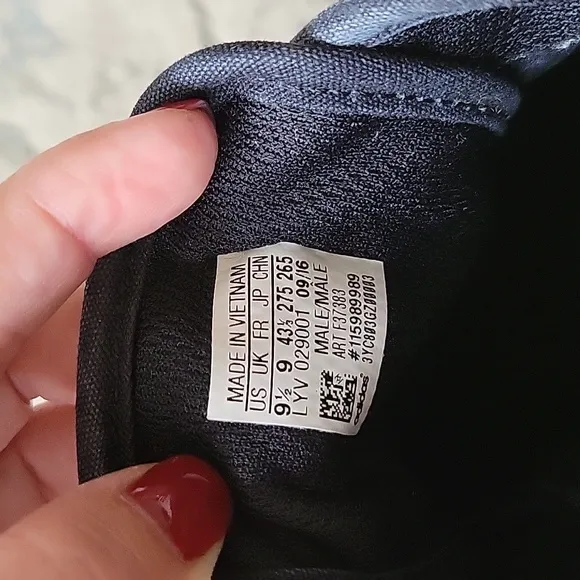 MADE IN VIETNAM
US UK FR JP CHN
9½ 9 43⅓ 275 265
LYV 029001 09/16
MALE/MALE
ART F37383
#115989989
3YC803GZ00003
adidas